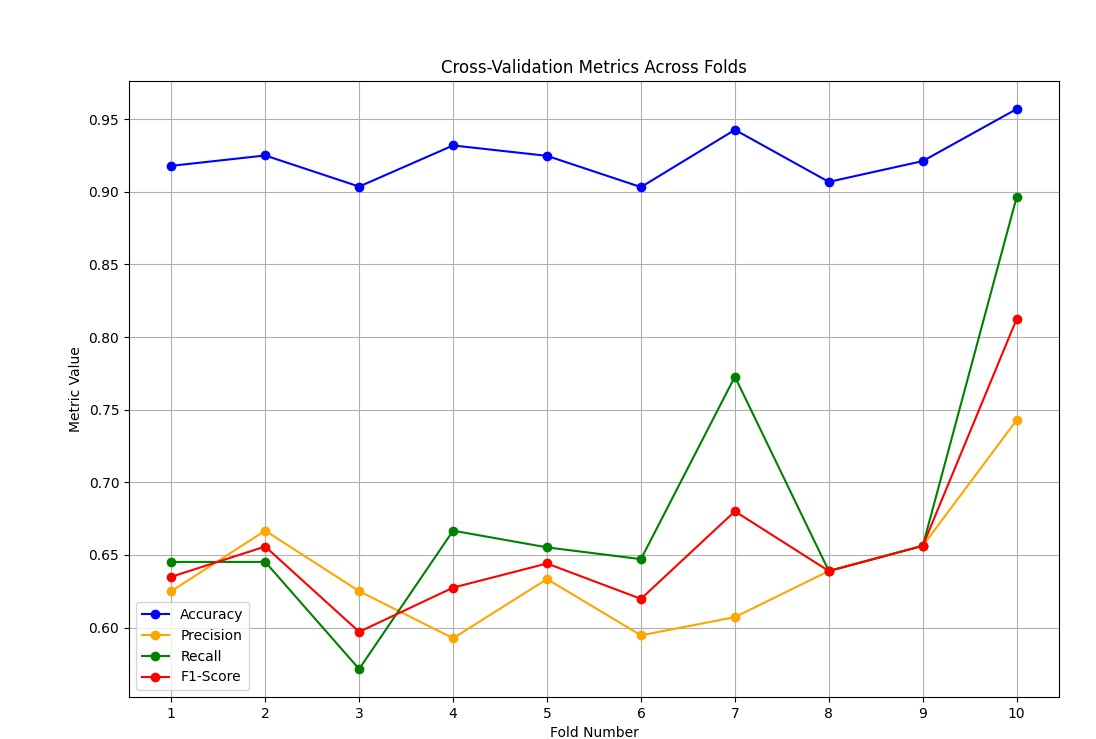 Cross-Validation Metrics Across Folds
Metric Value
0.95
0.90
0.85
0.80
0.75
0.70
0.65
0.60
Accuracy
Precision
Recall
F1-Score
1 2 3 4 5 6 7 8 9 10
Fold Number